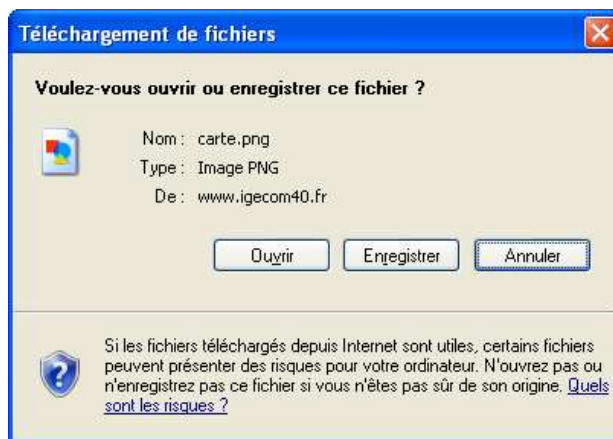 Téléchargement de fichiers
Voulez-vous ouvrir ou enregistrer ce fichier ?
Nom : carte.png
Type : Image PNG
De : www.igecom40.fr
Ouvrir Enregistrer Annuler
Si les fichiers téléchargés depuis Internet sont utiles, certains fichiers
peuvent présenter des risques pour votre ordinateur. N'ouvrez pas ou
n'enregistrez pas ce fichier si vous n'êtes pas sûr de son origine. Quels
sont les risques ?